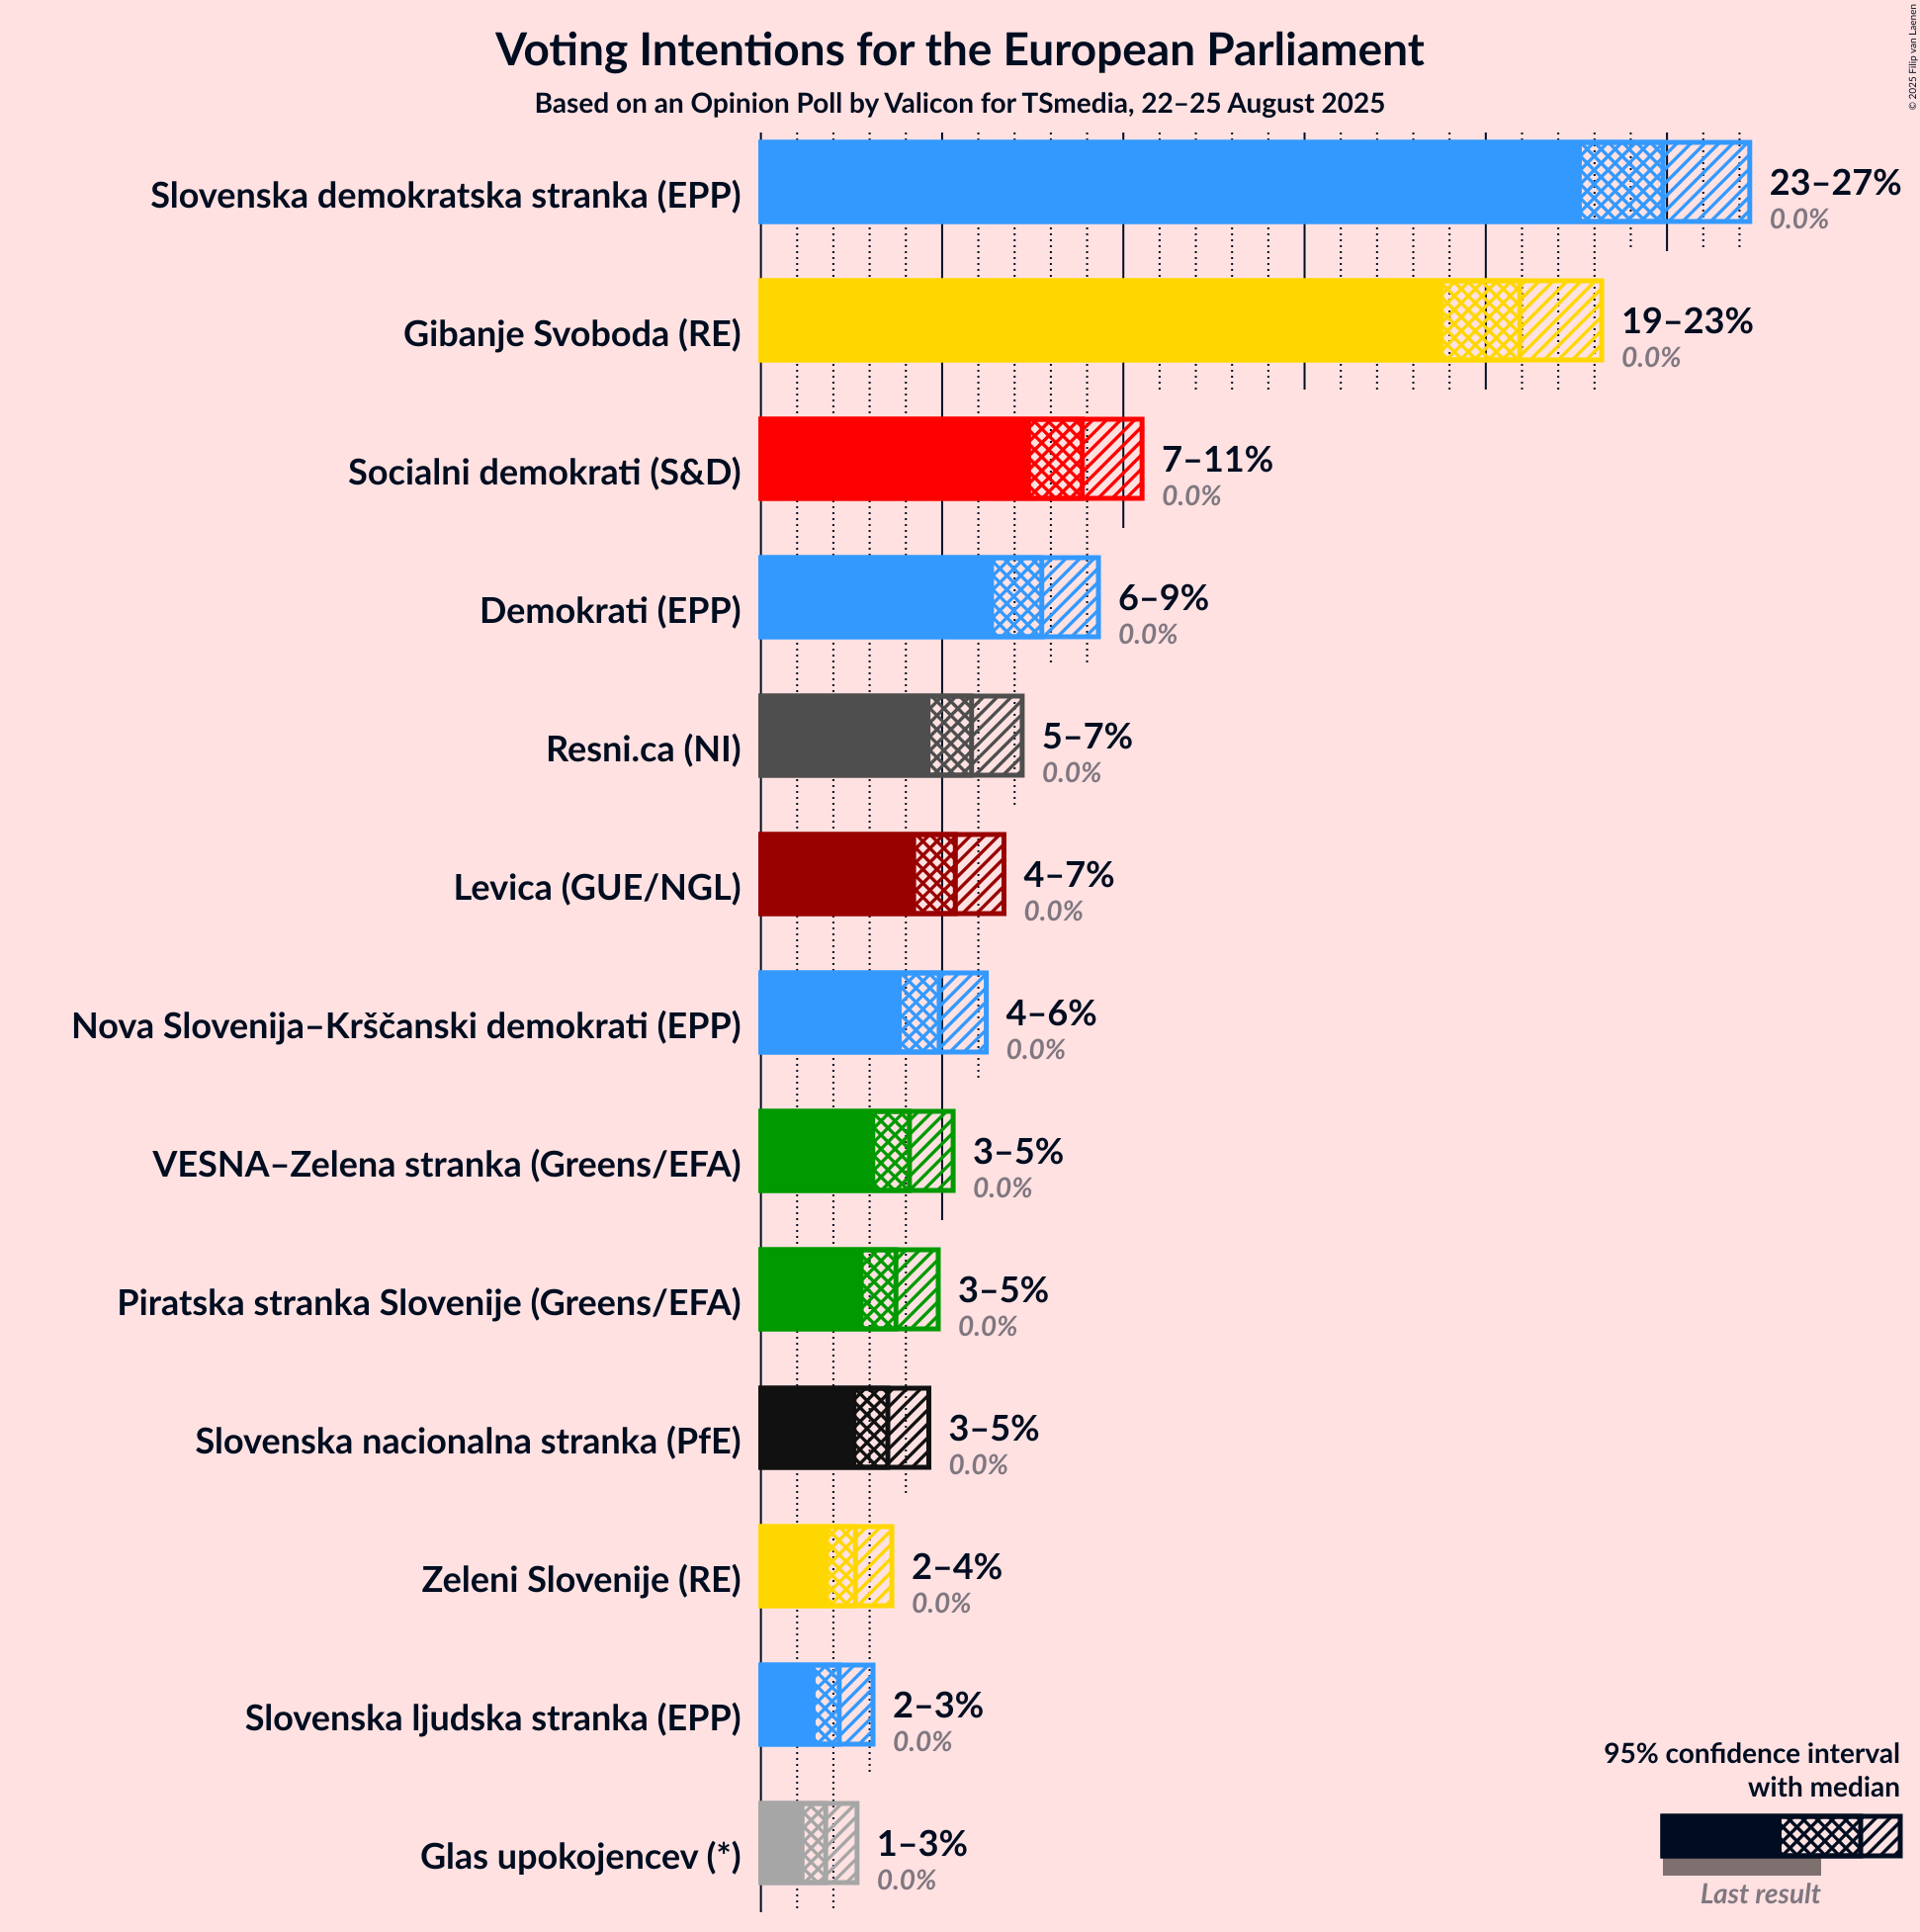 Voting Intentions for the European Parliament
Based on an Opinion Poll by Valicon for TSmedia, 22–25 August 2025
© 2025 Filip van Laenen
Slovenska demokratska stranka (EPP)
23–27%
0.0%
Gibanje Svoboda (RE)
19–23%
0.0%
Socialni demokrati (S&D)
7–11%
0.0%
Demokrati (EPP)
6–9%
0.0%
Resni.ca (NI)
5–7%
0.0%
Levica (GUE/NGL)
4–7%
0.0%
Nova Slovenija–Krščanski demokrati (EPP)
4–6%
0.0%
VESNA–Zelena stranka (Greens/EFA)
3–5%
0.0%
Piratska stranka Slovenije (Greens/EFA)
3–5%
0.0%
Slovenska nacionalna stranka (PfE)
3–5%
0.0%
Zeleni Slovenije (RE)
2–4%
0.0%
Slovenska ljudska stranka (EPP)
2–3%
0.0%
Glas upokojencev (*)
1–3%
0.0%
95% confidence interval
with median
Last result